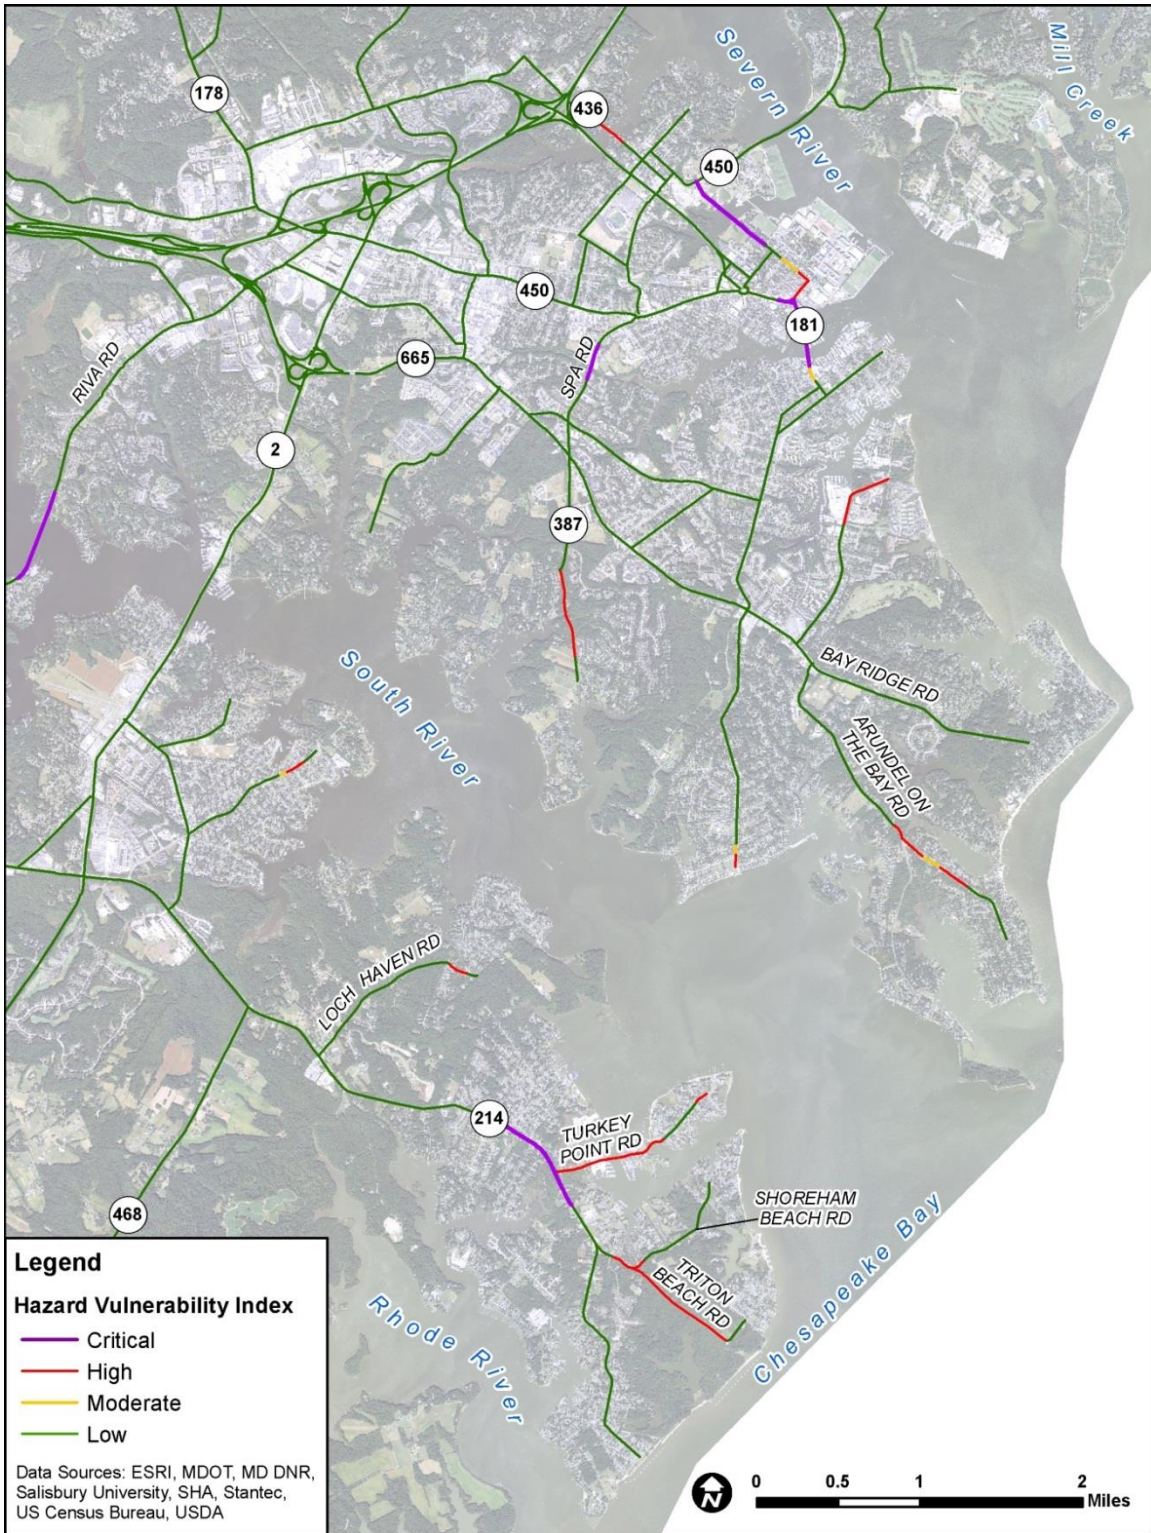 Severn River
Mill Creek
178
436
450
450
181
RIVA RD
665
SPA RD
2
387
South River
BAY RIDGE RD
ARUNDEL ON
THE BAY RD
LOCH HAVEN RD
214
TURKEY
POINT RD
SHOREHAM
BEACH RD
468
TRITON
BEACH RD
Rhode River
Chesapeake Bay
Legend
Hazard Vulnerability Index
Critical
High
Moderate
Low
Data Sources: ESRI, MDOT, MD DNR,
Salisbury University, SHA, Stantec,
US Census Bureau, USDA
N
0 0.5 1 2
Miles